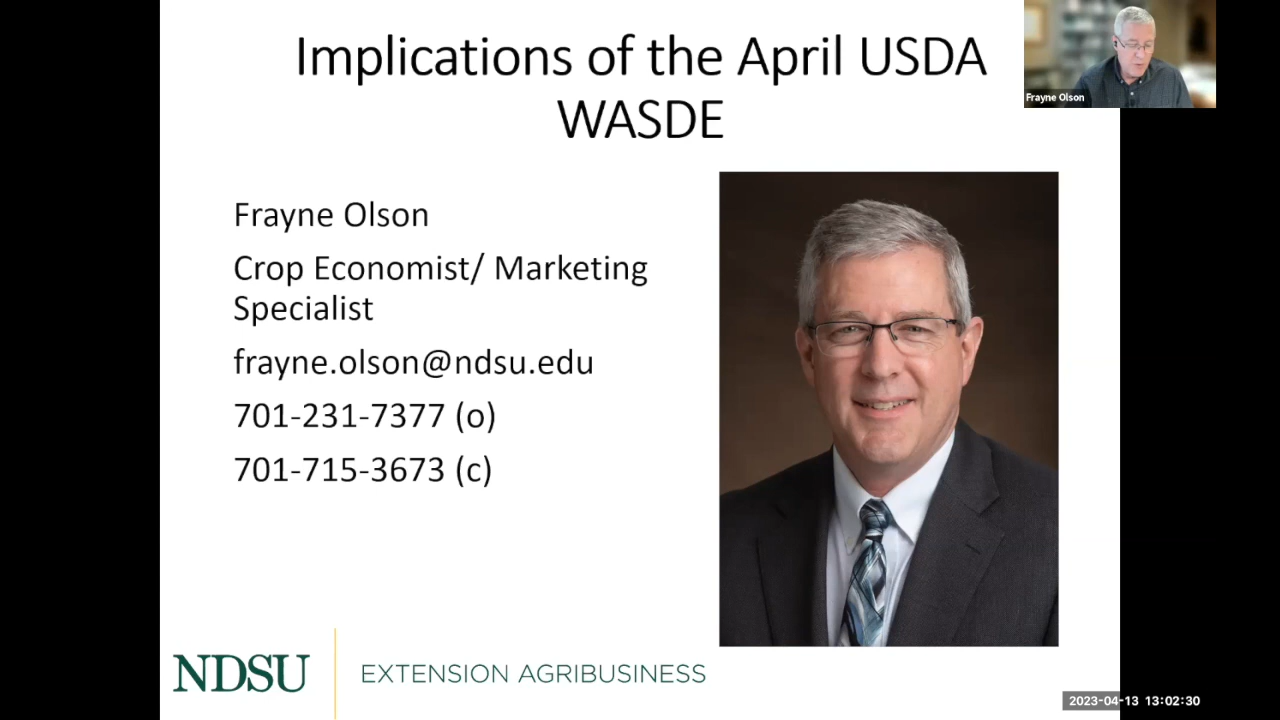 Implications of the April USDA
WASDE
Frayne Olson
Frayne Olson
Crop Economist/ Marketing
Specialist
frayne.olson@ndsu.edu
701-231-7377 (o)
701-715-3673 (c)
NDSU
EXTENSION AGRIBUSINESS
2023-04-13 13:02:30